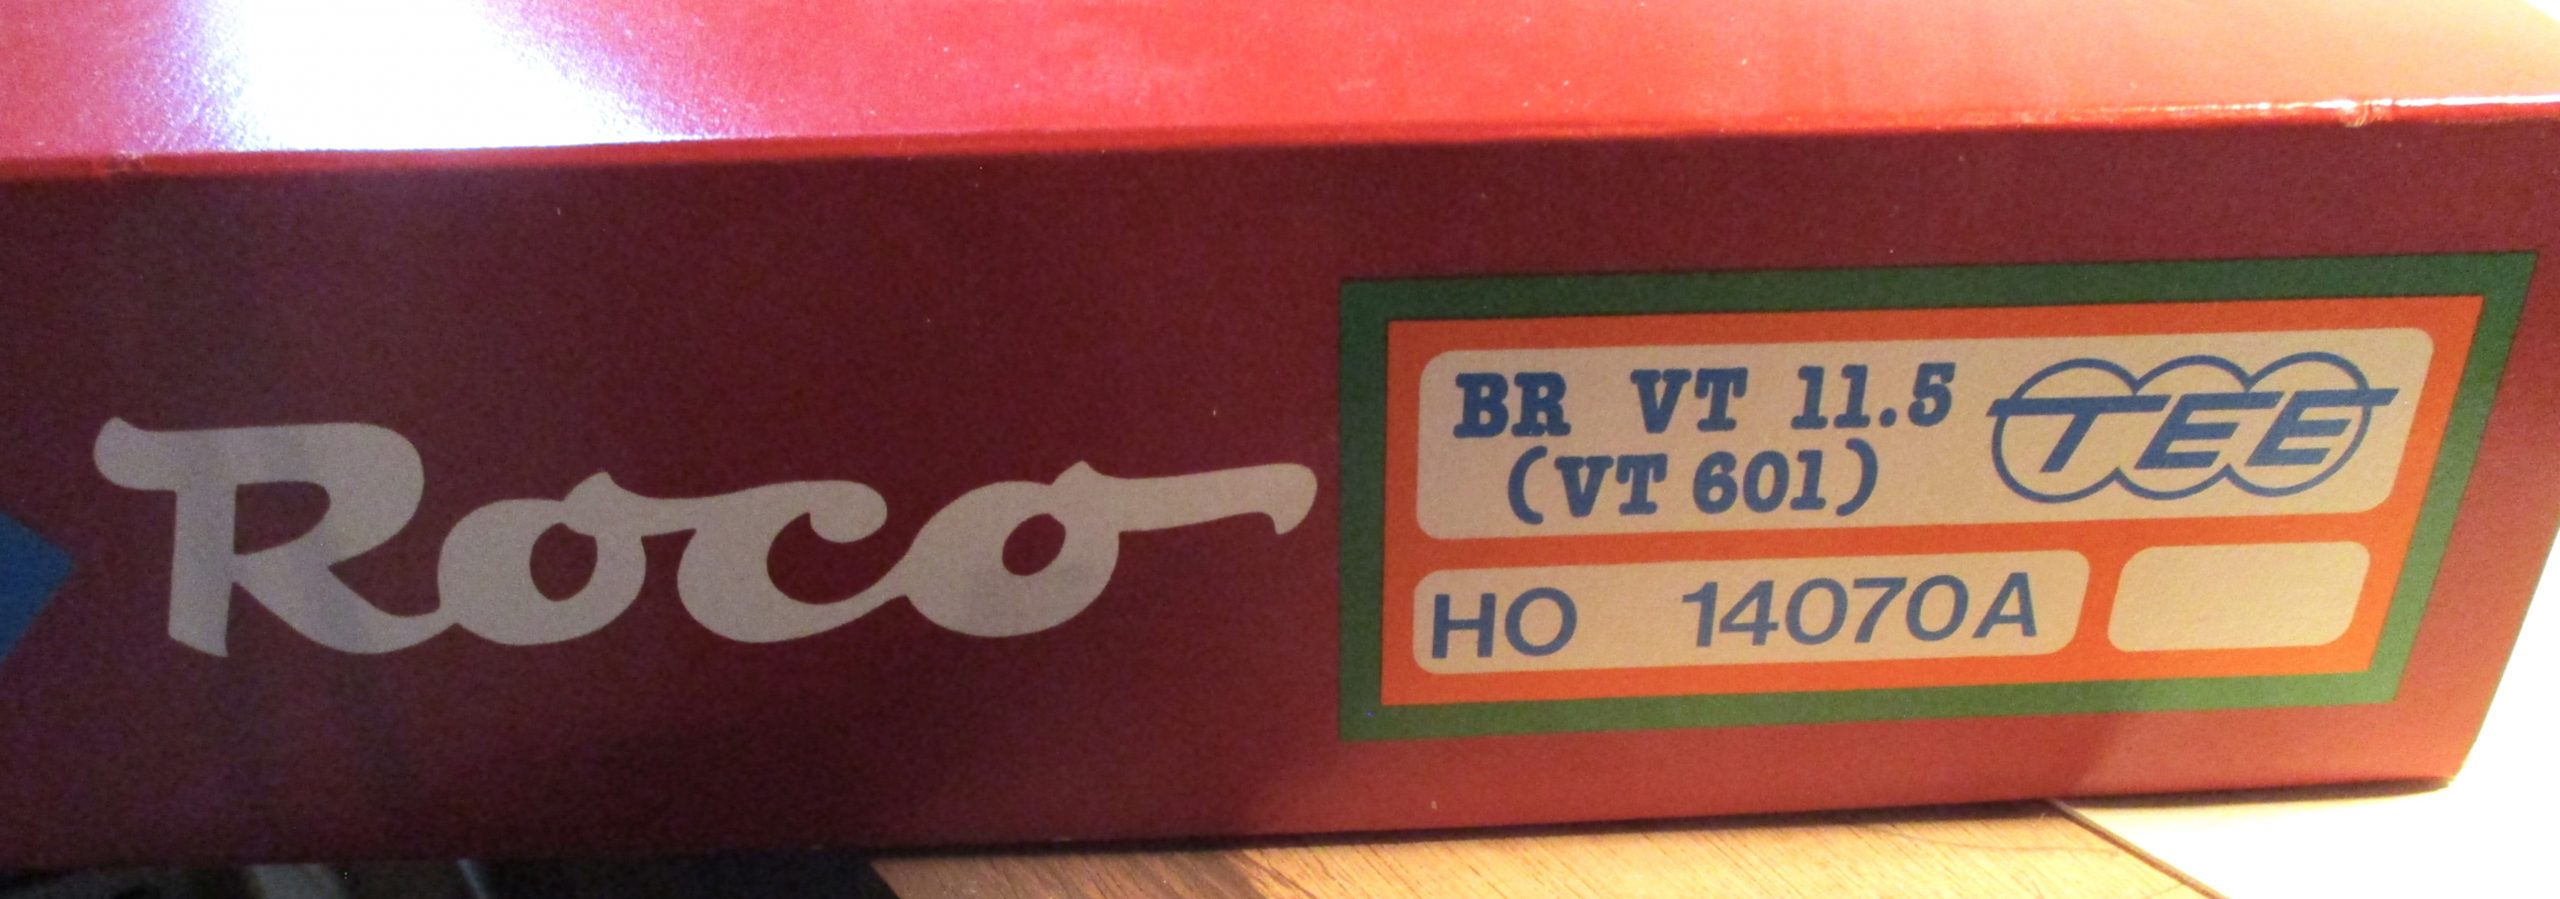 Roco
BR VT 11.5
(VT 601)
TEE
HO 14070A